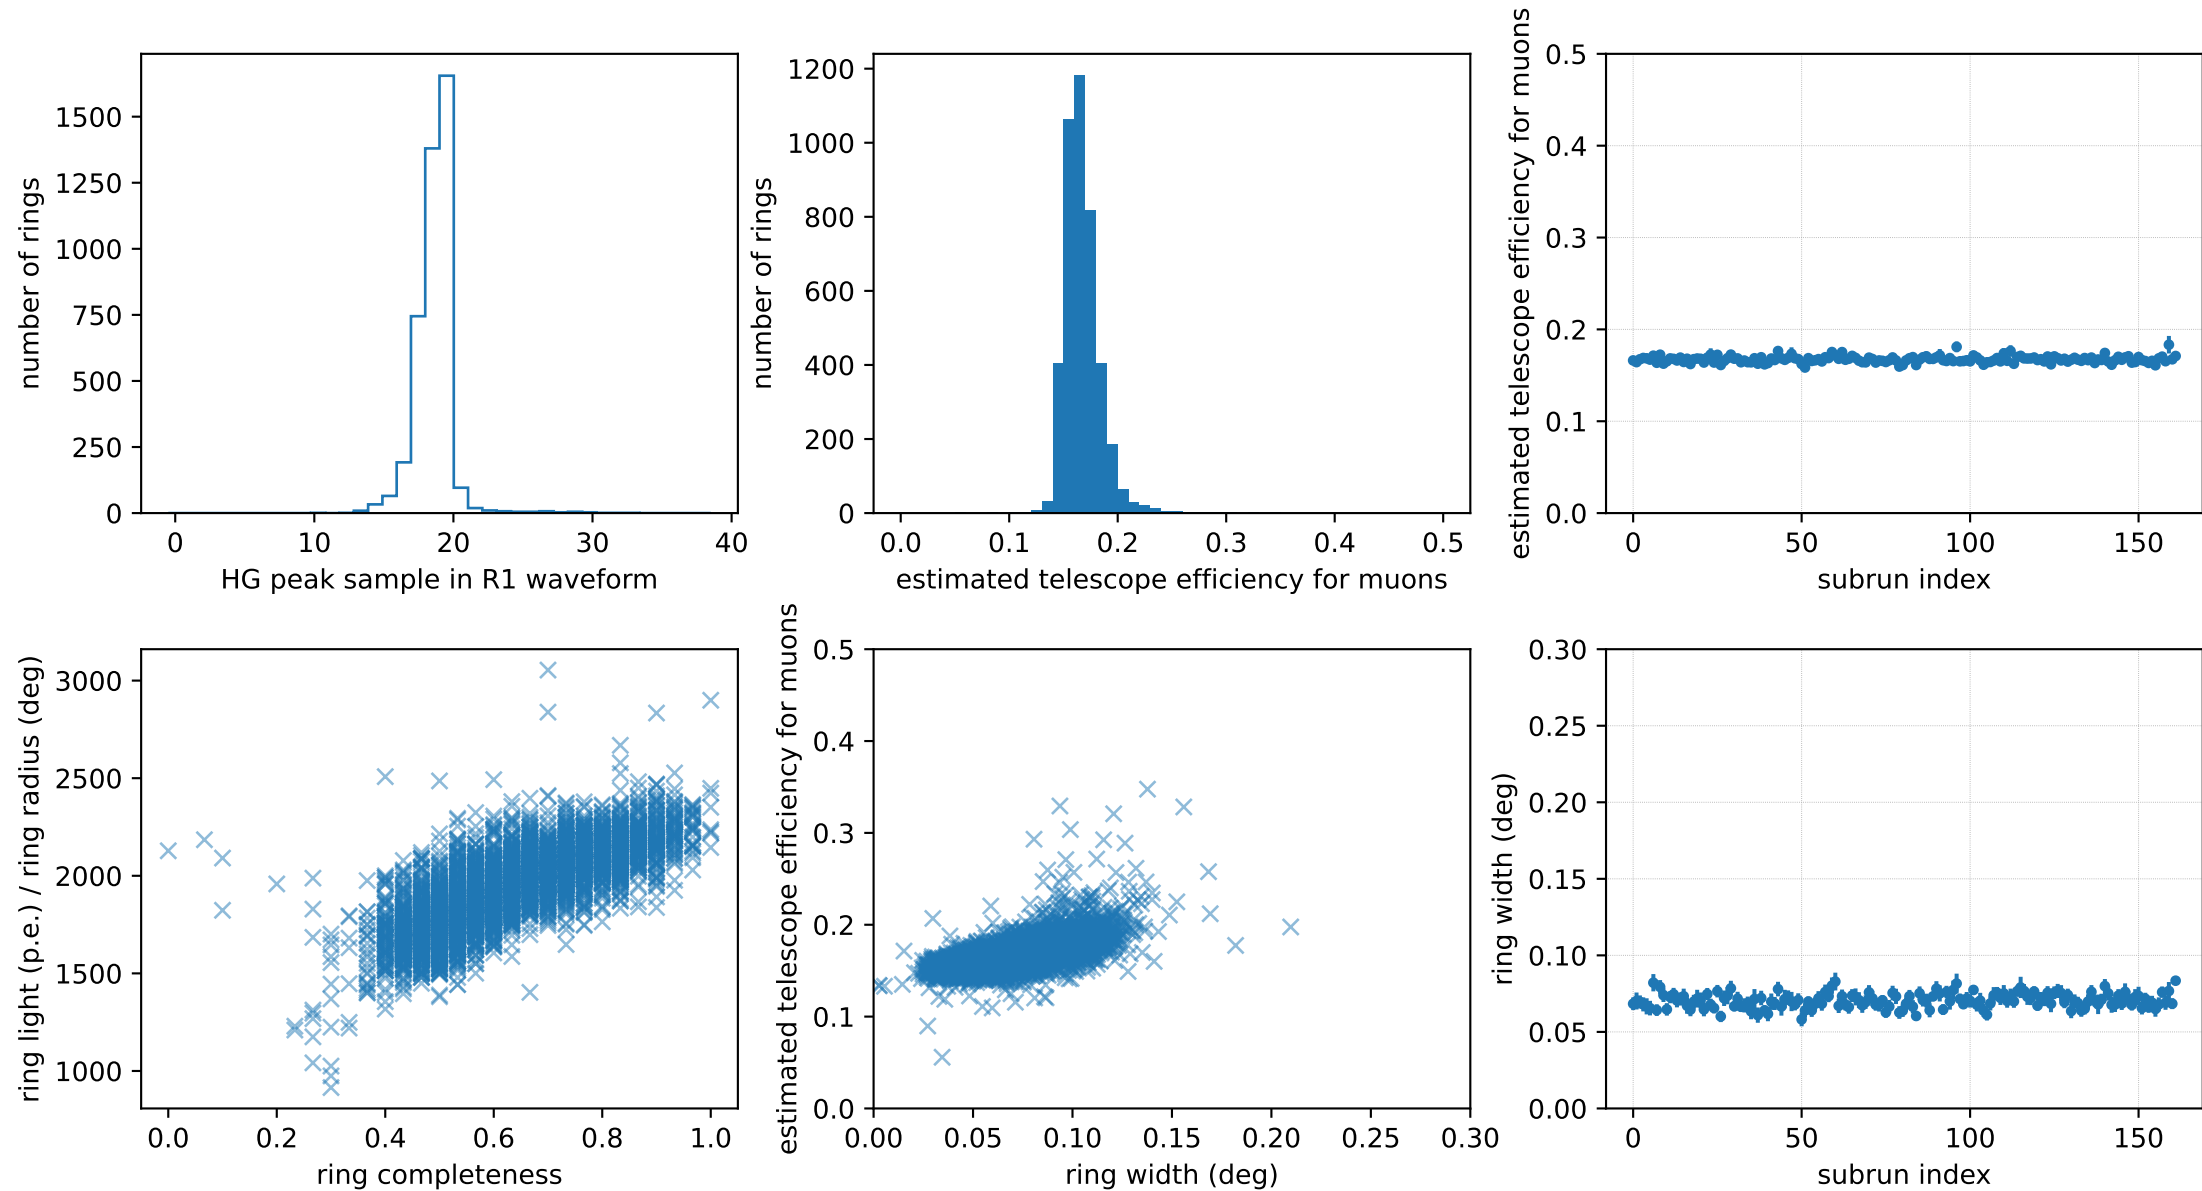 number of rings
1500
1250
1000
750
500
250
0
0 10 20 30 40
HG peak sample in R1 waveform
number of rings
1200
1000
800
600
400
200
0
0.0 0.1 0.2 0.3 0.4 0.5
estimated telescope efficiency for muons
estimated telescope efficiency for muons
0.5
0.4
0.3
0.2
0.1
0.0
0 50 100 150
subrun index
ring light (p.e.) / ring radius (deg)
3000
2500
2000
1500
1000
0.0 0.2 0.4 0.6 0.8 1.0
ring completeness
estimated telescope efficiency for muons
0.5
0.4
0.3
0.2
0.1
0.0
0.00 0.05 0.10 0.15 0.20 0.25 0.30
ring width (deg)
ring width (deg)
0.30
0.25
0.20
0.15
0.10
0.05
0.00
0 50 100 150
subrun index